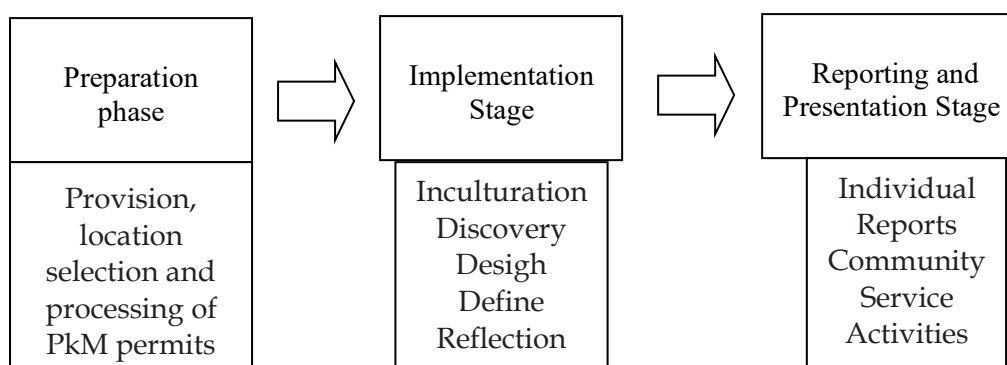 Preparation
phase
Provision,
location
selection and
processing of
PkM permits
Implementation
Stage
Inculturation
Discovery
Desigh
Define
Reflection
Reporting and
Presentation Stage
Individual
Reports
Community
Service
Activities